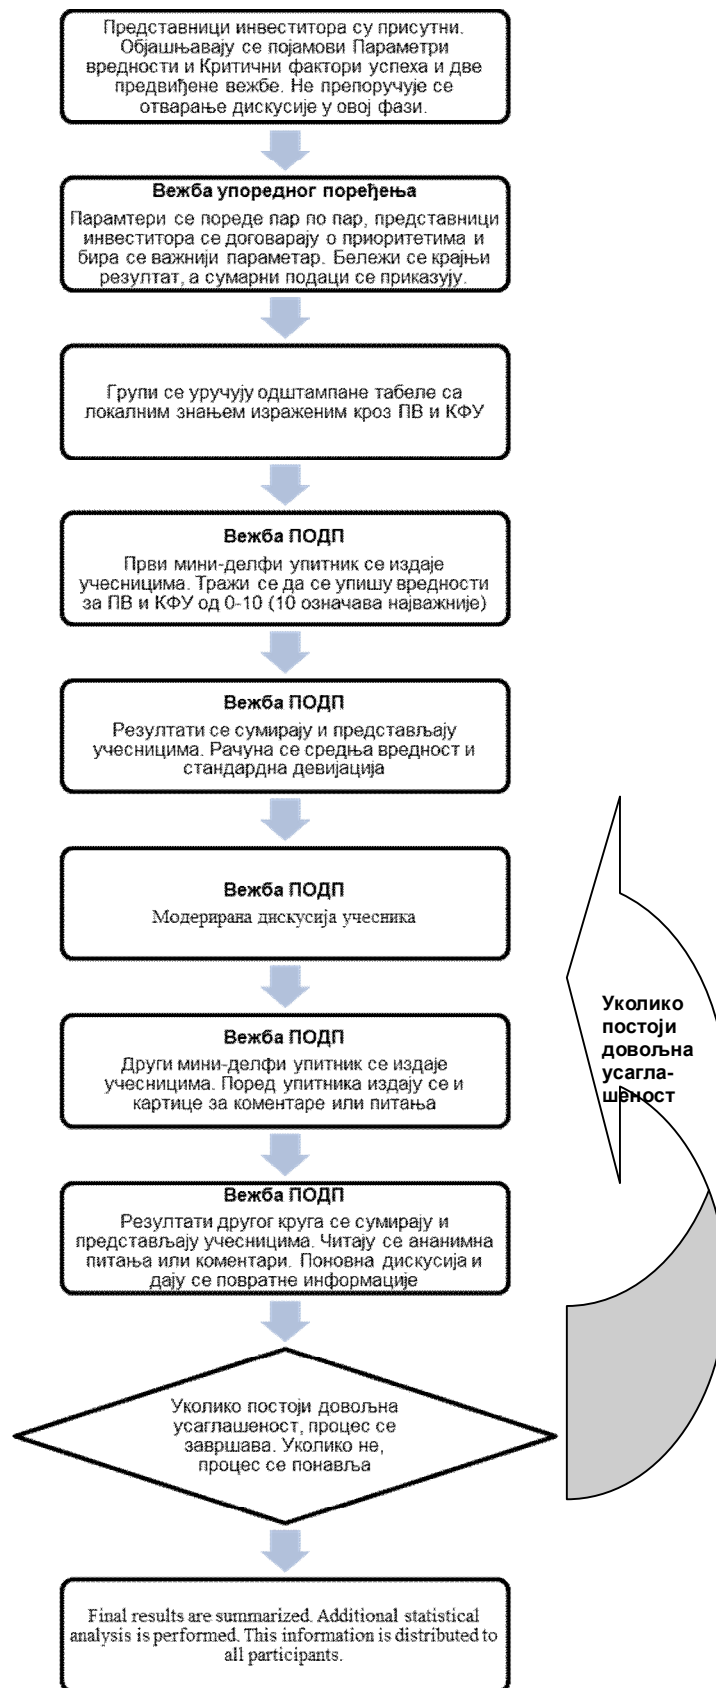 Представници инвеститора су присутни.
Објашњавају се појамови Параметри
вредности и Критични фактори успеха и две
предвиђене вежбе. Не препоручује се
отварање дискусије у овој фази.
Вежба упоредног поређења
Парамтери се пореде пар по пар, представници
инвеститора се договарају о приоритетима и
бира се важнији параметар. Бележи се крајњи
резултат, а сумарни подаци се приказују.
Групи се уручују одштампане табеле са
локалним знањем израженим кроз ПВ и КФУ
Вежба ПОДП
Први мини-делфи упитник се издаје
учесницима. Тражи се да се упишу вредности
за ПВ и КФУ од 0-10 (10 означава најважније)
Вежба ПОДП
Резултати се сумирају и представљају
учесницима. Рачуна се средња вредност и
стандардна девијација
Вежба ПОДП
Модерирана дискусија учесника
Вежба ПОДП
Други мини-делфи упитник се издаје
учесницима. Поред упитника издају се и
картице за коментаре или питања
Вежба ПОДП
Резултати другог круга се сумирају и
представљају учесницима. Читају се ананимна
питања или коментари. Поновна дискусија и
дају се повратне информације
Уколико
постоји
довољна
усагла-
шеност
Уколико постоји довољна
усаглашеност, процес се
завршава. Уколико не,
процес се понавља
Final results are summarized. Additional statistical
analysis is performed. This information is distributed to
all participants.